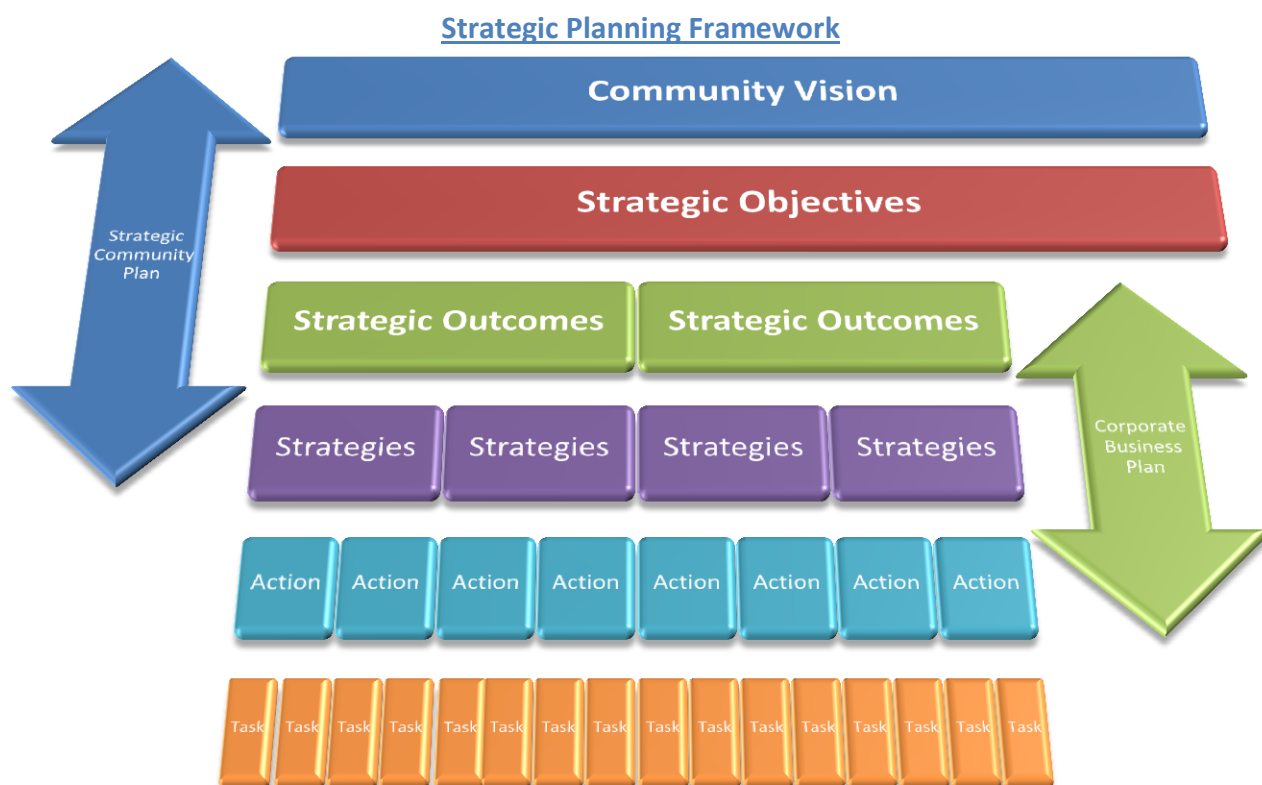 Strategic Planning Framework
Community Vision
Strategic Objectives
Strategic
Community
Plan
Strategic Outcomes Strategic Outcomes
Corporate
Business
Plan
Strategies Strategies Strategies Strategies
Action Action Action Action Action Action Action Action
Task Task Task Task Task Task Task Task Task Task Task Task Task Task Task Task